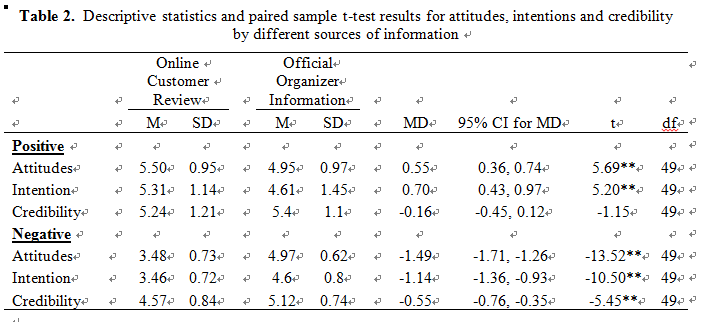 Table 2. Descriptive statistics and paired sample t-test results for attitudes, intentions and credibility
by different sources of information
Online Customer Review Official Organizer Information
M SD M SD MD 95% CI for MD t df
Positive
Attitudes 5.50 0.95 4.95 0.97 0.55 0.36, 0.74 5.69** 49
Intention 5.31 1.14 4.61 1.45 0.70 0.43, 0.97 5.20** 49
Credibility 5.24 1.21 5.4 1.1 -0.16 -0.45, 0.12 -1.15 49
Negative
Attitudes 3.48 0.73 4.97 0.62 -1.49 -1.71, -1.26 -13.52** 49
Intention 3.46 0.72 4.6 0.8 -1.14 -1.36, -0.93 -10.50** 49
Credibility 4.57 0.84 5.12 0.74 -0.55 -0.76, -0.35 -5.45** 49